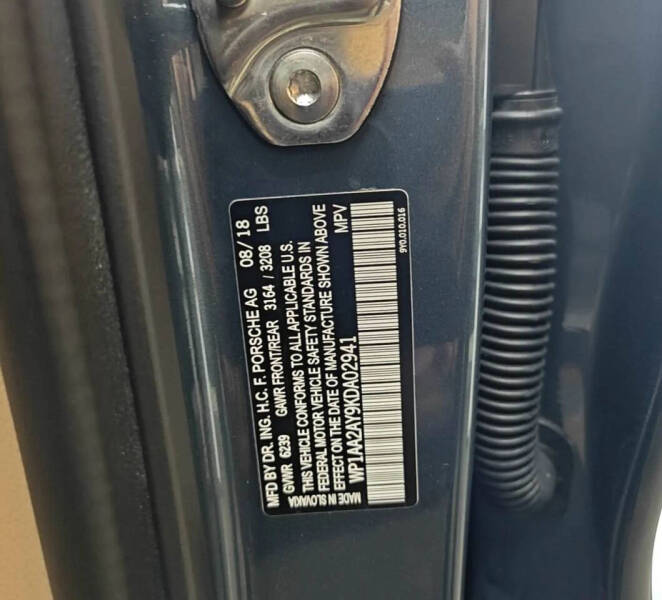 MFD BY DR. ING. H.C. F. PORSCHE AG 08/18
GVWR 6239 GAWR FRONT/REAR 3164 / 3208 LBS
THIS VEHICLE CONFORMS TO ALL APPLICABLE U.S.
FEDERAL MOTOR VEHICLE SAFETY STANDARDS IN
EFFECT ON THE DATE OF MANUFACTURE SHOWN ABOVE
WP1AA2AY9KDA02941 MPV
MADE IN SLOVAKIA 9Y0.010.016